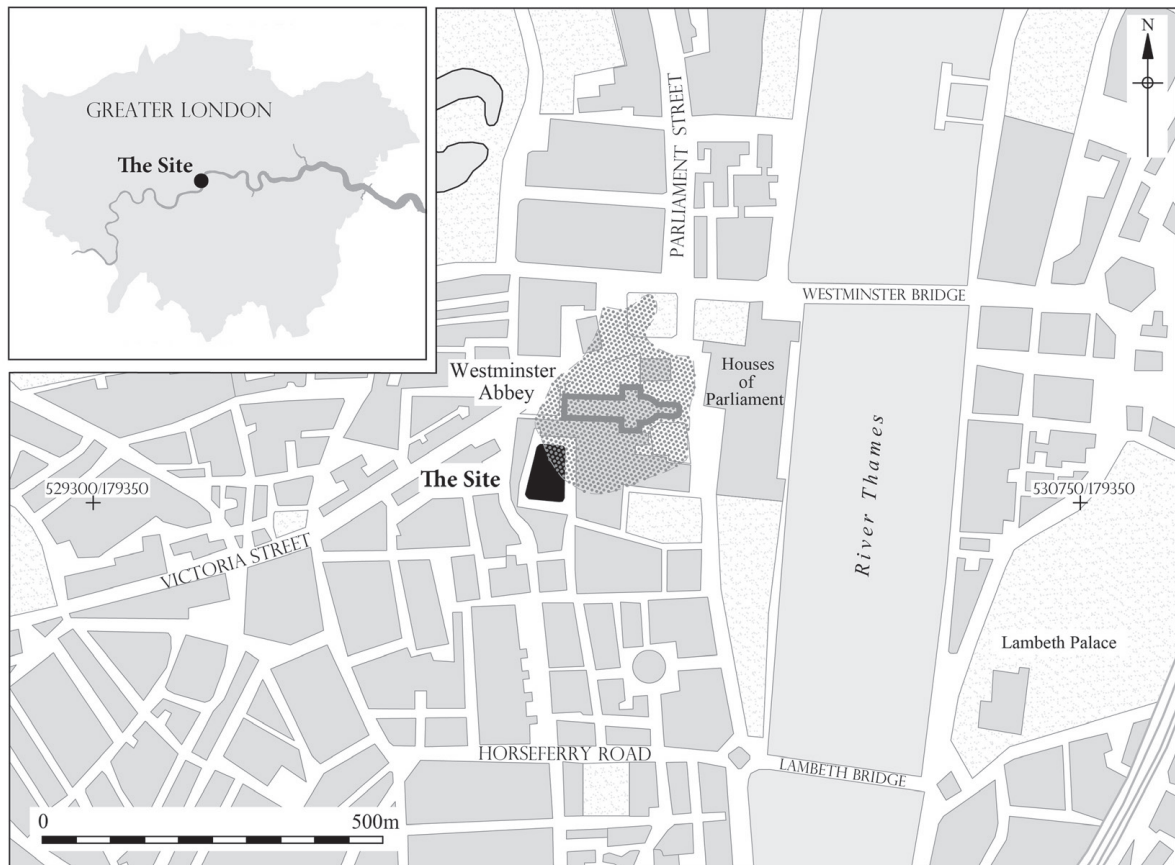 GREATER LONDON
The Site
N
PARLIAMENT STREET
WESTMINSTER BRIDGE
Westminster
Abbey
Houses
of
Parliament
The Site
529300/179350
530750/179350
River Thames
VICTORIA STREET
Lambeth Palace
HORSEFERRY ROAD
LAMBETH BRIDGE
0 500m